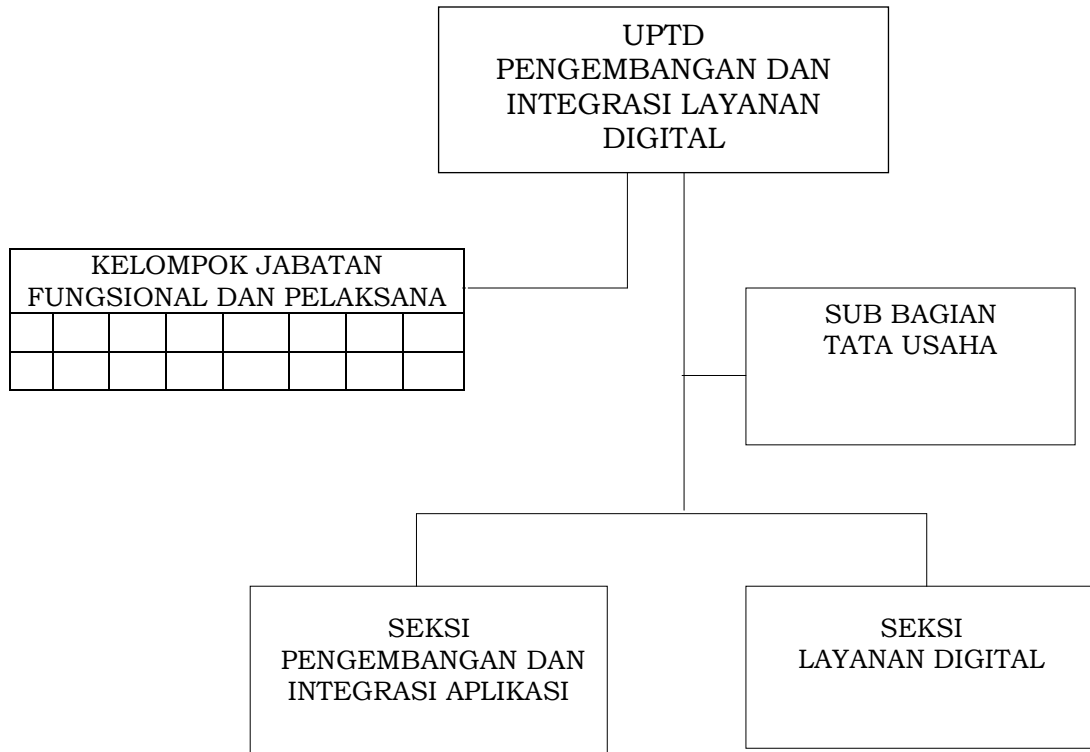 UPTD
PENGEMBANGAN DAN
INTEGRASI LAYANAN
DIGITAL
KELOMPOK JABATAN
FUNGSIONAL DAN PELAKSANA
SUB BAGIAN
TATA USAHA
SEKSI
PENGEMBANGAN DAN
INTEGRASI APLIKASI
SEKSI
LAYANAN DIGITAL